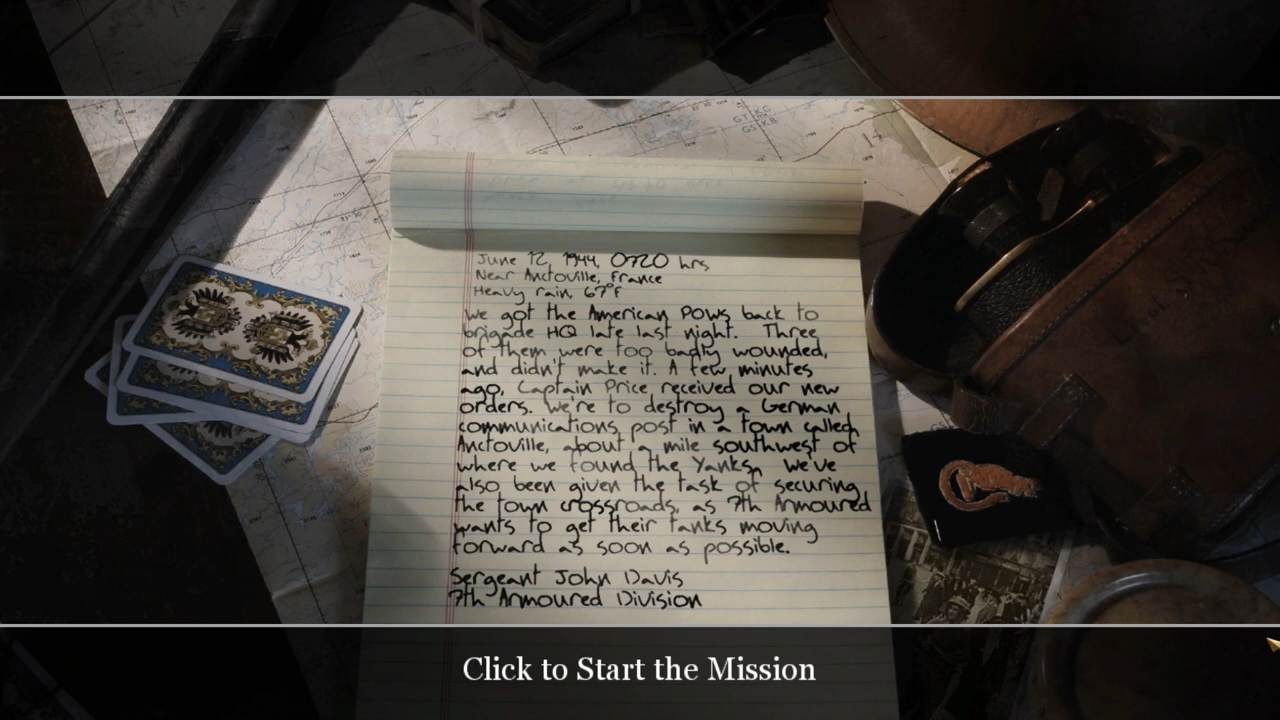 June 12, 1944, 0720 hrs
Near Anctoville, France
Heavy rain, 67°F
We got the American POWs back to
brigade HQ late last night. Three
of them were too badly wounded,
and didn't make it. A few minutes
ago, Captain Price received our new
orders. We're to destroy a German
communications post in a town called
Anctoville, about a mile southwest of
where we found the Yanks. We've
also been given the task of securing
the town crossroads, as 7th Armoured
wants to get their tanks moving
forward as soon as possible.
Sergeant John Davis
7th Armoured Division
Click to Start the Mission